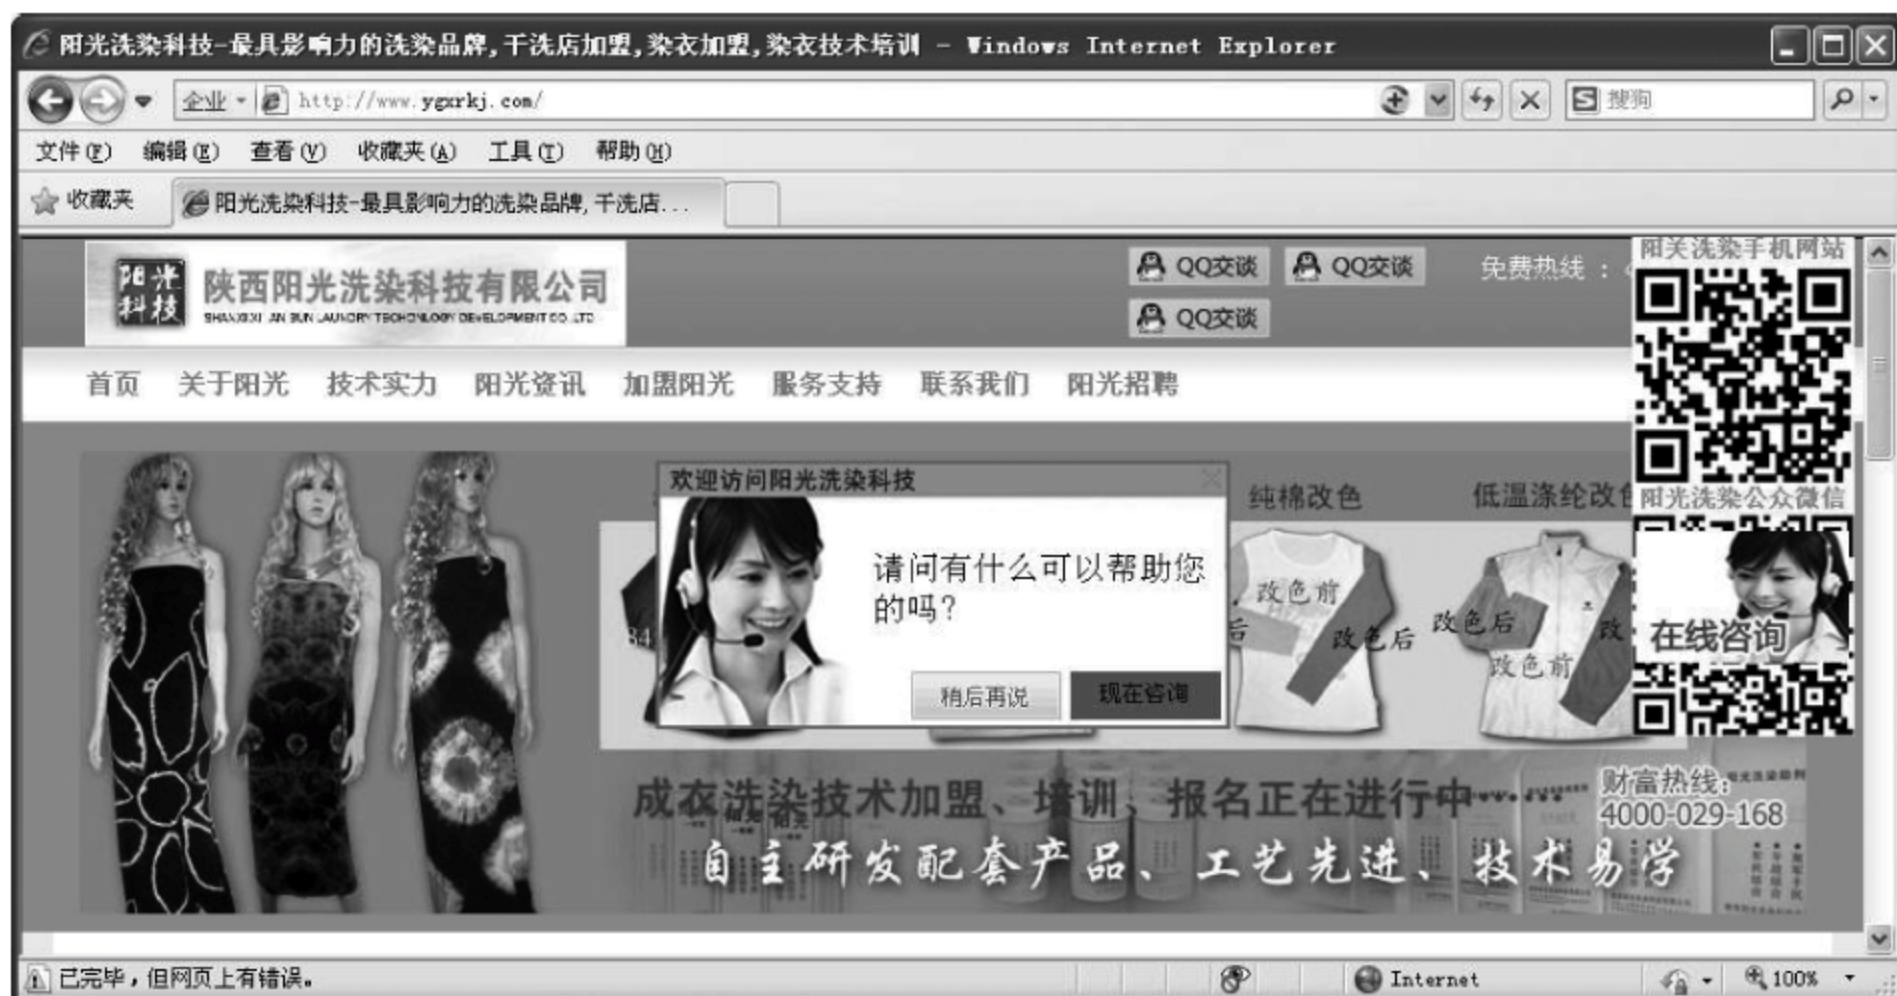 阳光洗染科技-最具影响力的洗染品牌,干洗店加盟,染衣加盟,染衣技术培训 - Windows Internet Explorer
企业 http://www.ygxrkj.com/ 搜狗
文件(F) 编辑(E) 查看(V) 收藏夹(A) 工具(T) 帮助(H)
收藏夹 阳光洗染科技-最具影响力的洗染品牌,干洗店...
阳光科技
陕西阳光洗染科技有限公司
QQ交谈 QQ交谈 免费热线:
QQ交谈
阳关洗染手机网站
首页 关于阳光 技术实力 阳光资讯 加盟阳光 服务支持 联系我们 阳光招聘
欢迎访问阳光洗染科技
纯棉改色 低温涤纶改色
阳光洗染公众微信
请问有什么可以帮助您
的吗?
改色前
后 改色后 改色后 改
84
改色前
在线咨询
稍后再说 现在咨询
成衣洗染技术加盟、培训、报名正在进行中……
财富热线:
4000-029-168
自主研发配套产品、工艺先进、技术易学
已完毕,但网页上有错误。 Internet 100%